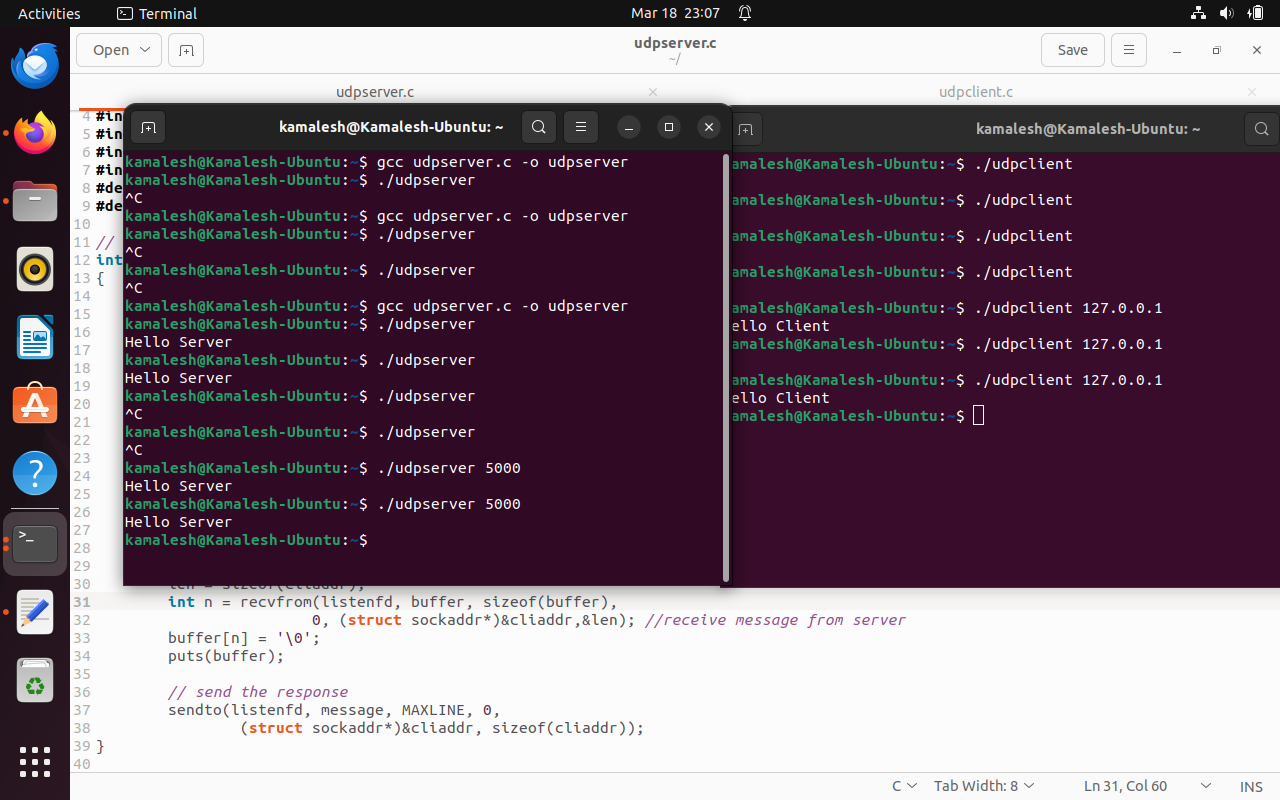 Activities
Terminal
Mar 18 23:07
Open
udpserver.c
~/
Save
udpserver.c
udpclient.c
kamalesh@Kamalesh-Ubuntu: ~
kamalesh@Kamalesh-Ubuntu:~$ gcc udpserver.c -o udpserver
kamalesh@Kamalesh-Ubuntu:~$ ./udpserver
^C
kamalesh@Kamalesh-Ubuntu:~$ gcc udpserver.c -o udpserver
kamalesh@Kamalesh-Ubuntu:~$ ./udpserver
^C
kamalesh@Kamalesh-Ubuntu:~$ ./udpserver
^C
kamalesh@Kamalesh-Ubuntu:~$ gcc udpserver.c -o udpserver
kamalesh@Kamalesh-Ubuntu:~$ ./udpserver
Hello Server
kamalesh@Kamalesh-Ubuntu:~$ ./udpserver
Hello Server
kamalesh@Kamalesh-Ubuntu:~$ ./udpserver
^C
kamalesh@Kamalesh-Ubuntu:~$ ./udpserver
^C
kamalesh@Kamalesh-Ubuntu:~$ ./udpserver 5000
Hello Server
kamalesh@Kamalesh-Ubuntu:~$ ./udpserver 5000
Hello Server
kamalesh@Kamalesh-Ubuntu:~$
kamalesh@Kamalesh-Ubuntu: ~
amalesh@Kamalesh-Ubuntu:~$ ./udpclient
amalesh@Kamalesh-Ubuntu:~$ ./udpclient
amalesh@Kamalesh-Ubuntu:~$ ./udpclient
amalesh@Kamalesh-Ubuntu:~$ ./udpclient
amalesh@Kamalesh-Ubuntu:~$ ./udpclient 127.0.0.1
ello Client
amalesh@Kamalesh-Ubuntu:~$ ./udpclient 127.0.0.1
amalesh@Kamalesh-Ubuntu:~$ ./udpclient 127.0.0.1
ello Client
amalesh@Kamalesh-Ubuntu:~$
4 #in
5 #in
6 #in
7 #in
8 #de
9 #de
10
11 //
12 int
13 {
14
15
16
17
18
19
20
21
22
23
24
25
26
27
28
29
30 len = sizeof(cliaddr);
31 int n = recvfrom(listenfd, buffer, sizeof(buffer),
32 0, (struct sockaddr*)&cliaddr,&len); //receive message from server
33 buffer[n] = '\0';
34 puts(buffer);
35
36 // send the response
37 sendto(listenfd, message, MAXLINE, 0,
38 (struct sockaddr*)&cliaddr, sizeof(cliaddr));
39 }
40
C
Tab Width: 8
Ln 31, Col 60
INS